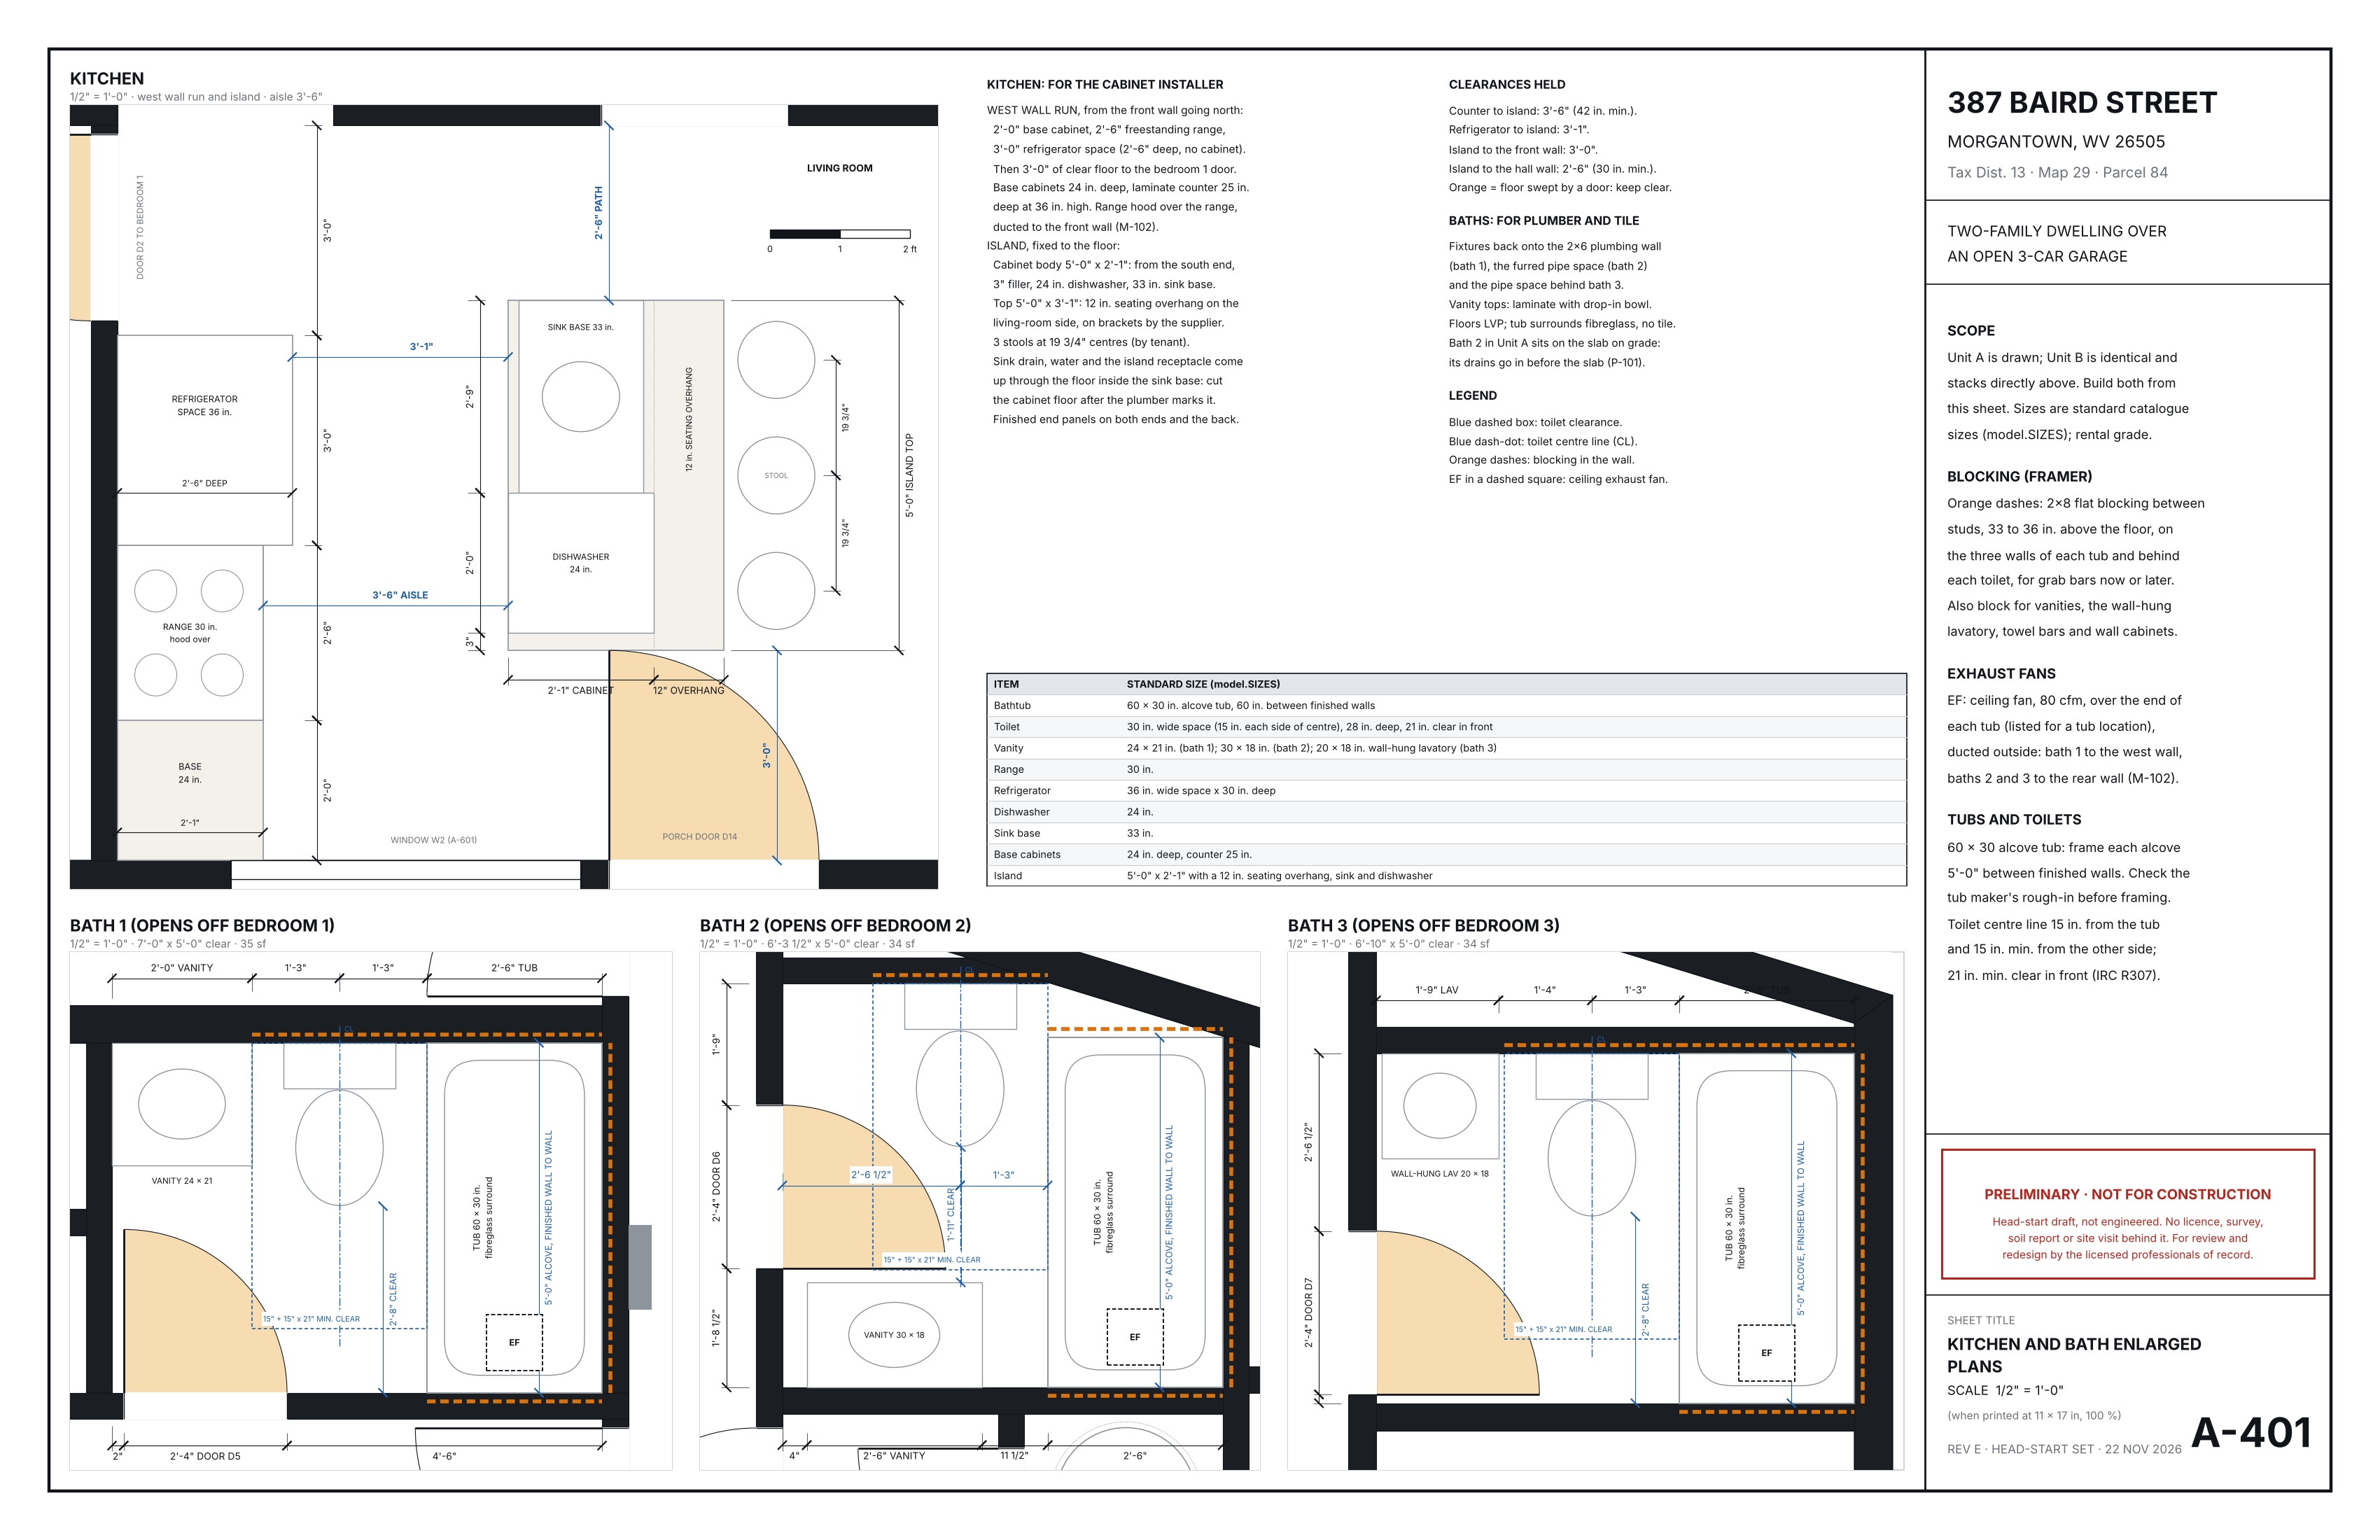 KITCHEN
1/2" = 1'-0" · west wall run and island · aisle 3'-6"
DOOR D2 TO BEDROOM 1
3'-0"
2'-6" PATH
LIVING ROOM
0 1 2 ft
3'-1"
SINK BASE 33 in.
REFRIGERATOR
SPACE 36 in.
2'-6" DEEP
3'-0"
2'-9"
12 in. SEATING OVERHANG
STOOL
19 3/4"
19 3/4"
5'-0" ISLAND TOP
DISHWASHER
24 in.
2'-0"
3"
3'-6" AISLE
RANGE 30 in.
hood over
2'-6"
2'-1" CABINET
12" OVERHANG
3'-0"
BASE
24 in.
2'-0"
2'-1"
WINDOW W2 (A-601)
PORCH DOOR D14
KITCHEN: FOR THE CABINET INSTALLER
WEST WALL RUN, from the front wall going north:
2'-0" base cabinet, 2'-6" freestanding range,
3'-0" refrigerator space (2'-6" deep, no cabinet).
Then 3'-0" of clear floor to the bedroom 1 door.
Base cabinets 24 in. deep, laminate counter 25 in.
deep at 36 in. high. Range hood over the range,
ducted to the front wall (M-102).
ISLAND, fixed to the floor:
Cabinet body 5'-0" x 2'-1": from the south end,
3" filler, 24 in. dishwasher, 33 in. sink base.
Top 5'-0" x 3'-1": 12 in. seating overhang on the
living-room side, on brackets by the supplier.
3 stools at 19 3/4" centres (by tenant).
Sink drain, water and the island receptacle come
up through the floor inside the sink base: cut
the cabinet floor after the plumber marks it.
Finished end panels on both ends and the back.
CLEARANCES HELD
Counter to island: 3'-6" (42 in. min.).
Refrigerator to island: 3'-1".
Island to the front wall: 3'-0".
Island to the hall wall: 2'-6" (30 in. min.).
Orange = floor swept by a door: keep clear.
BATHS: FOR PLUMBER AND TILE
Fixtures back onto the 2×6 plumbing wall
(bath 1), the furred pipe space (bath 2)
and the pipe space behind bath 3.
Vanity tops: laminate with drop-in bowl.
Floors LVP; tub surrounds fibreglass, no tile.
Bath 2 in Unit A sits on the slab on grade:
its drains go in before the slab (P-101).
LEGEND
Blue dashed box: toilet clearance.
Blue dash-dot: toilet centre line (CL).
Orange dashes: blocking in the wall.
EF in a dashed square: ceiling exhaust fan.
ITEM STANDARD SIZE (model.SIZES)
Bathtub 60 × 30 in. alcove tub, 60 in. between finished walls
Toilet 30 in. wide space (15 in. each side of centre), 28 in. deep, 21 in. clear in front
Vanity 24 × 21 in. (bath 1); 30 × 18 in. (bath 2); 20 × 18 in. wall-hung lavatory (bath 3)
Range 30 in.
Refrigerator 36 in. wide space x 30 in. deep
Dishwasher 24 in.
Sink base 33 in.
Base cabinets 24 in. deep, counter 25 in.
Island 5'-0" x 2'-1" with a 12 in. seating overhang, sink and dishwasher
BATH 1 (OPENS OFF BEDROOM 1)
1/2" = 1'-0" · 7'-0" x 5'-0" clear · 35 sf
2'-0" VANITY 1'-3" 1'-3" 2'-6" TUB
CL
VANITY 24 × 21
TUB 60 × 30 in.
fibreglass surround
5'-0" ALCOVE, FINISHED WALL TO WALL
2'-8" CLEAR
15" + 15" x 21" MIN. CLEAR
EF
2" 2'-4" DOOR D5 4'-6"
BATH 2 (OPENS OFF BEDROOM 2)
1/2" = 1'-0" · 6'-3 1/2" x 5'-0" clear · 34 sf
CL
1'-9"
2'-4" DOOR D6
1'-8 1/2"
2'-6 1/2" 1'-3"
1'-11" CLEAR
15" + 15" x 21" MIN. CLEAR
TUB 60 × 30 in.
fibreglass surround
5'-0" ALCOVE, FINISHED WALL TO WALL
VANITY 30 × 18
EF
4" 2'-6" VANITY 11 1/2" 2'-6"
BATH 3 (OPENS OFF BEDROOM 3)
1/2" = 1'-0" · 6'-10" x 5'-0" clear · 34 sf
1'-9" LAV 1'-4" 1'-3" 2'-6" TUB
CL
2'-6 1/2"
2'-4" DOOR D7
WALL-HUNG LAV 20 × 18
TUB 60 × 30 in.
fibreglass surround
5'-0" ALCOVE, FINISHED WALL TO WALL
2'-8" CLEAR
15" + 15" x 21" MIN. CLEAR
EF
387 BAIRD STREET
MORGANTOWN, WV 26505
Tax Dist. 13 · Map 29 · Parcel 84
TWO-FAMILY DWELLING OVER
AN OPEN 3-CAR GARAGE
SCOPE
Unit A is drawn; Unit B is identical and
stacks directly above. Build both from
this sheet. Sizes are standard catalogue
sizes (model.SIZES); rental grade.
BLOCKING (FRAMER)
Orange dashes: 2×8 flat blocking between
studs, 33 to 36 in. above the floor, on
the three walls of each tub and behind
each toilet, for grab bars now or later.
Also block for vanities, the wall-hung
lavatory, towel bars and wall cabinets.
EXHAUST FANS
EF: ceiling fan, 80 cfm, over the end of
each tub (listed for a tub location),
ducted outside: bath 1 to the west wall,
baths 2 and 3 to the rear wall (M-102).
TUBS AND TOILETS
60 × 30 alcove tub: frame each alcove
5'-0" between finished walls. Check the
tub maker's rough-in before framing.
Toilet centre line 15 in. from the tub
and 15 in. min. from the other side;
21 in. min. clear in front (IRC R307).
PRELIMINARY · NOT FOR CONSTRUCTION
Head-start draft, not engineered. No licence, survey,
soil report or site visit behind it. For review and
redesign by the licensed professionals of record.
SHEET TITLE
KITCHEN AND BATH ENLARGED
PLANS
SCALE 1/2" = 1'-0"
(when printed at 11 × 17 in, 100 %)
REV E · HEAD-START SET · 22 NOV 2026
A-401